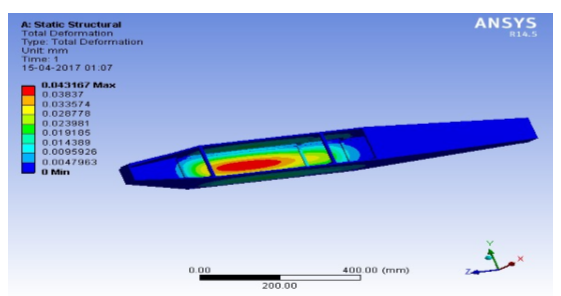 A: Static Structural
Total Deformation
Type: Total Deformation
Unit: mm
Time: 1
15-04-2017 01:07
0.043167 Max
0.03837
0.033574
0.028778
0.023981
0.019185
0.014389
0.0095926
0.0047963
0 Min
ANSYS
R14.5
0.00
400.00 (mm)
200.00
Y
X
Z